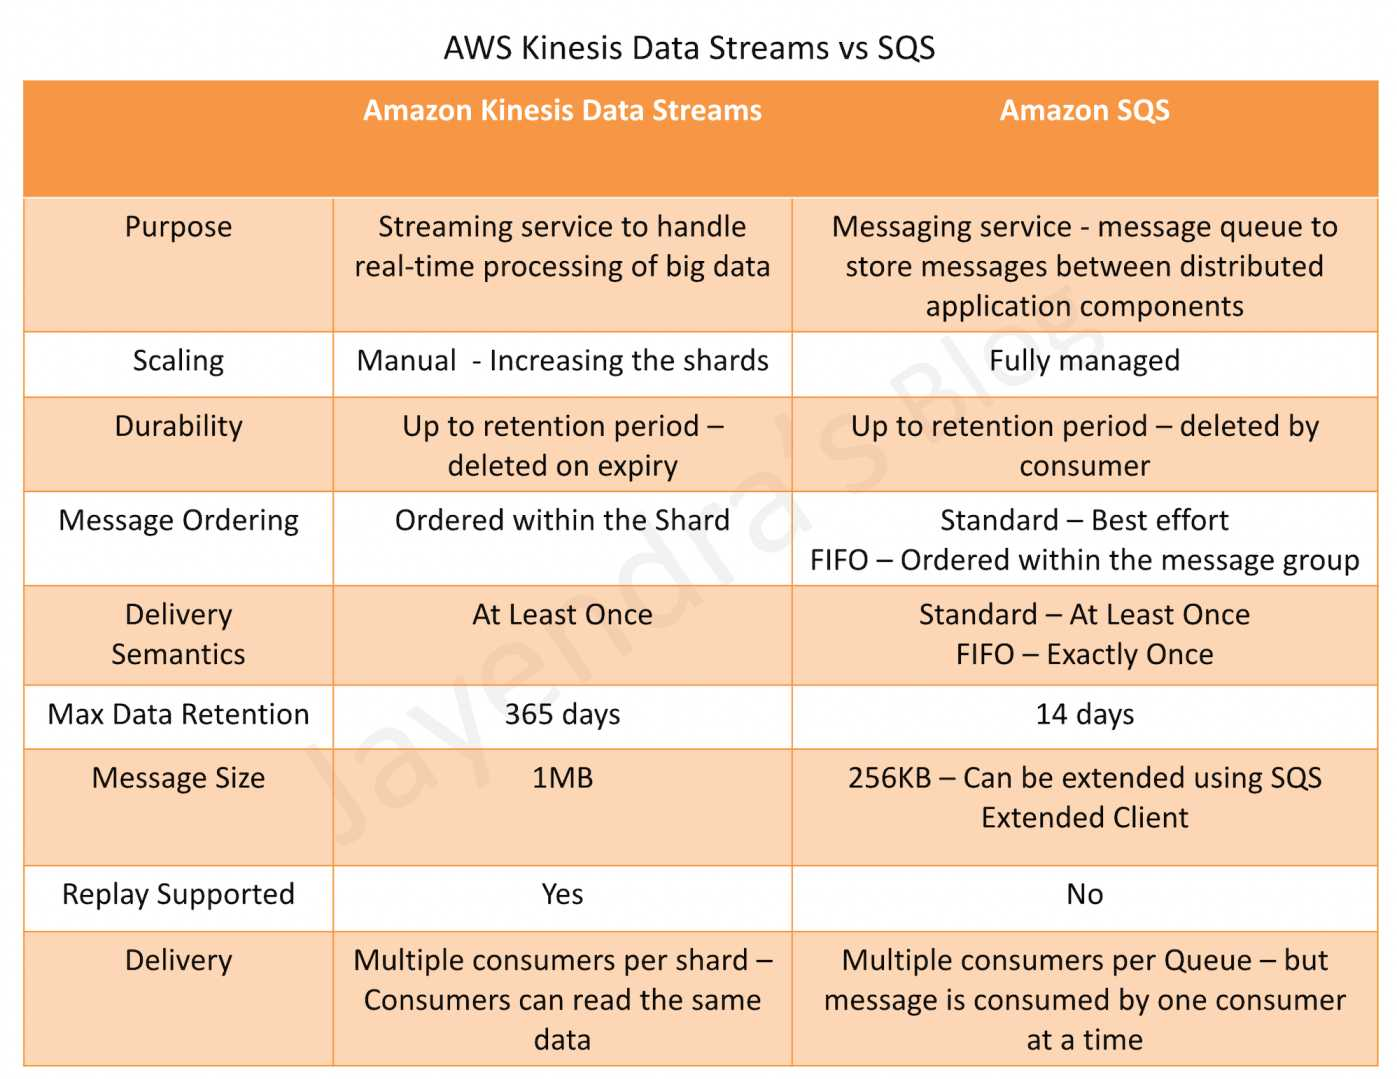 AWS Kinesis Data Streams vs SQS
Amazon Kinesis Data Streams
Amazon SQS
Purpose
Streaming service to handle
real-time processing of big data
Messaging service - message queue to
store messages between distributed
application components
Scaling
Manual  - Increasing the shards
Fully managed
Durability
Up to retention period –
deleted on expiry
Up to retention period – deleted by
consumer
Message Ordering
Ordered within the Shard
Standard – Best effort
FIFO – Ordered within the message group
Delivery
Semantics
At Least Once
Standard – At Least Once
FIFO – Exactly Once
Max Data Retention
365 days
14 days
Message Size
1MB
256KB – Can be extended using SQS
Extended Client
Replay Supported
Yes
No
Delivery
Multiple consumers per shard –
Consumers can read the same
data
Multiple consumers per Queue – but
message is consumed by one consumer
at a time
Jayendra's Blog